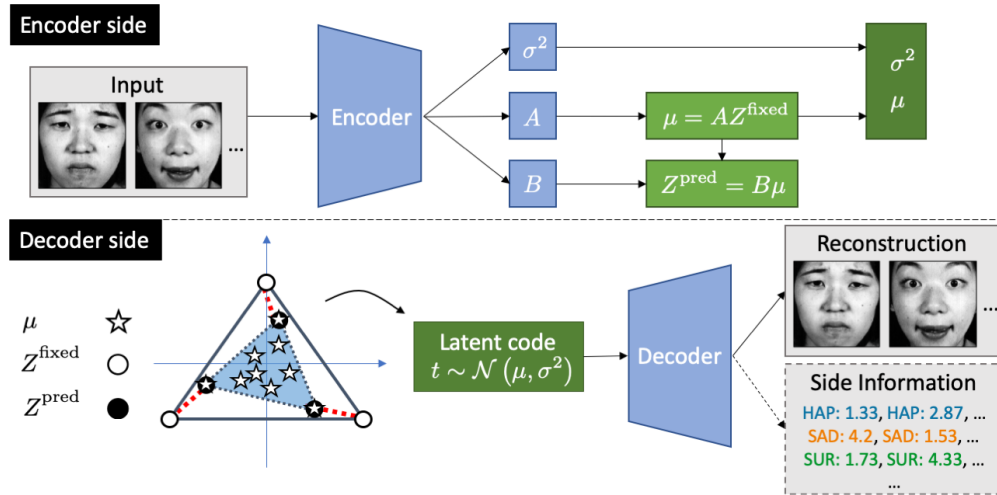 Encoder side
Input
...
Encoder
σ²
A
B
μ = AZ^fixed
Z^pred = Bμ
σ²
μ
Decoder side
μ
Z^fixed
Z^pred
Latent code
t ∼ 𝒩 (μ, σ²)
Decoder
Reconstruction
...
Side Information
HAP: 1.33, HAP: 2.87, ...
SAD: 4.2, SAD: 1.53, ...
SUR: 1.73, SUR: 4.33, ...
...